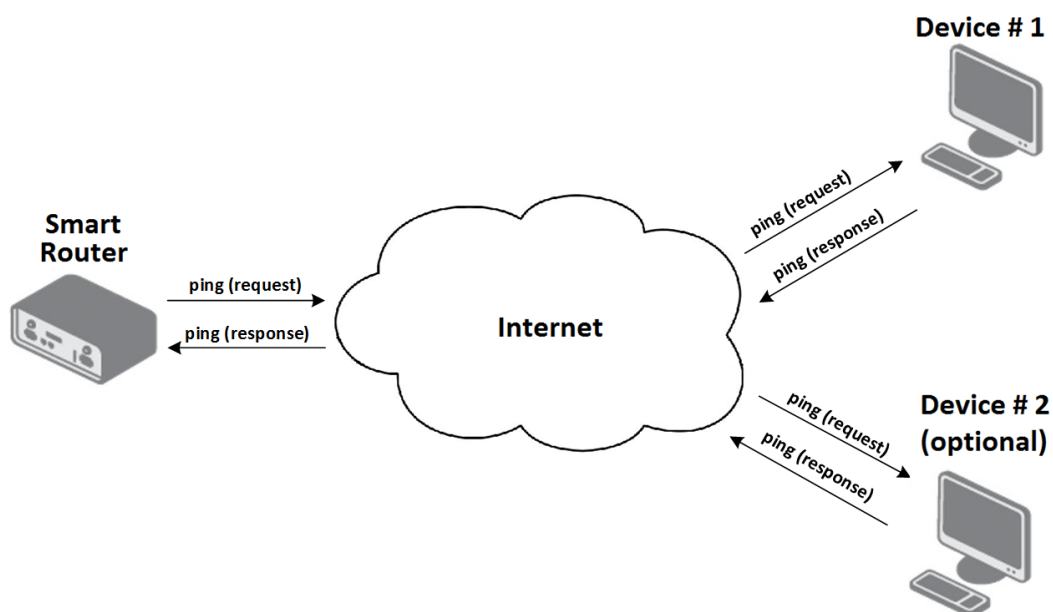 Device # 1
ping (request)
ping (response)
Smart
Router
ping (request)
ping (response)
Internet
Device # 2
(optional)
ping (request)
ping (response)